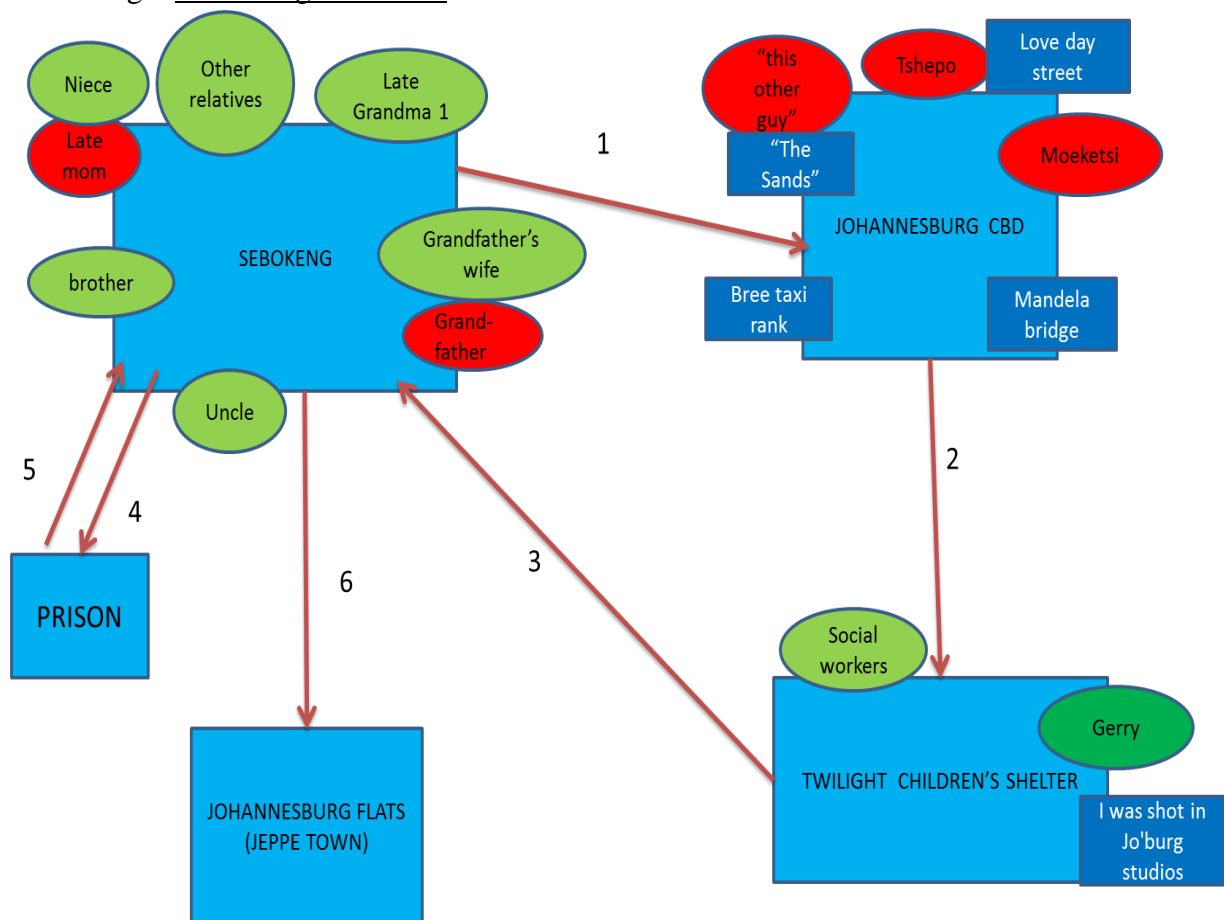 Niece
Other
relatives
Late
Grandma 1
Late
mom
SEBOKENG
Grandfather's
wife
Grand-
father
brother
Uncle
1
"this
other
guy"
Tshepo
Love day
street
"The
Sands"
Moeketsi
JOHANNESBURG CBD
Bree taxi
rank
Mandela
bridge
5
4
6
3
2
PRISON
JOHANNESBURG FLATS
(JEPPE TOWN)
Social
workers
Gerry
TWILIGHT CHILDREN'S SHELTER
I was shot in
Jo'burg
studios